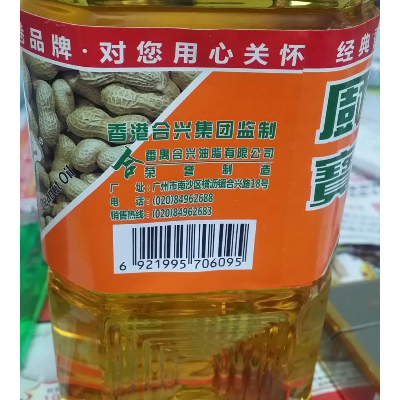 品牌·对您用心关怀
经典
香港合兴集团监制
合 番禺合兴油脂有限公司
荣誉制造
厂 址:广州市南沙区横沥镇合兴路18号
电 话:(020)84962688
销售热线:(020)84962683
6 921995 706095
厨
寶